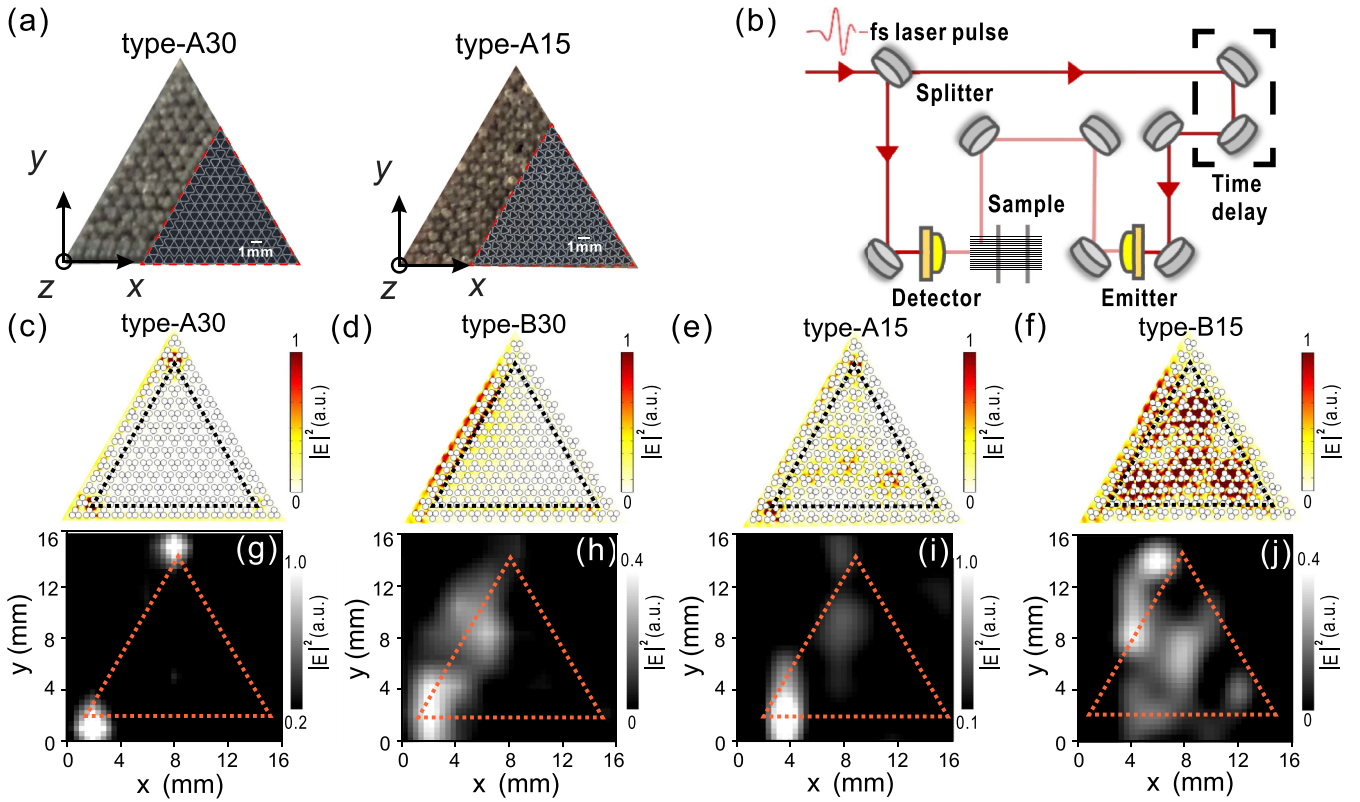 (a)
type-A30
type-A15
y
z
x
1mm
y
z
x
1mm
(b)
fs laser pulse
Splitter
Time
delay
Sample
Detector
Emitter
(c)
type-A30
1
0
|E|² (a.u.)
(d)
type-B30
1
0
|E|² (a.u.)
(e)
type-A15
1
0
|E|² (a.u.)
(f)
type-B15
1
0
|E|² (a.u.)
(g)
16
12
8
4
0
y (mm)
0 4 8 12 16
x (mm)
1.0
0.2
|E|² (a.u.)
(h)
16
12
8
4
0
y (mm)
0 4 8 12 16
x (mm)
0.4
0
|E|² (a.u.)
(i)
16
12
8
4
0
y (mm)
0 4 8 12 16
x (mm)
1.0
0.1
|E|² (a.u.)
(j)
16
12
8
4
0
y (mm)
0 4 8 12 16
x (mm)
0.4
0
|E|² (a.u.)